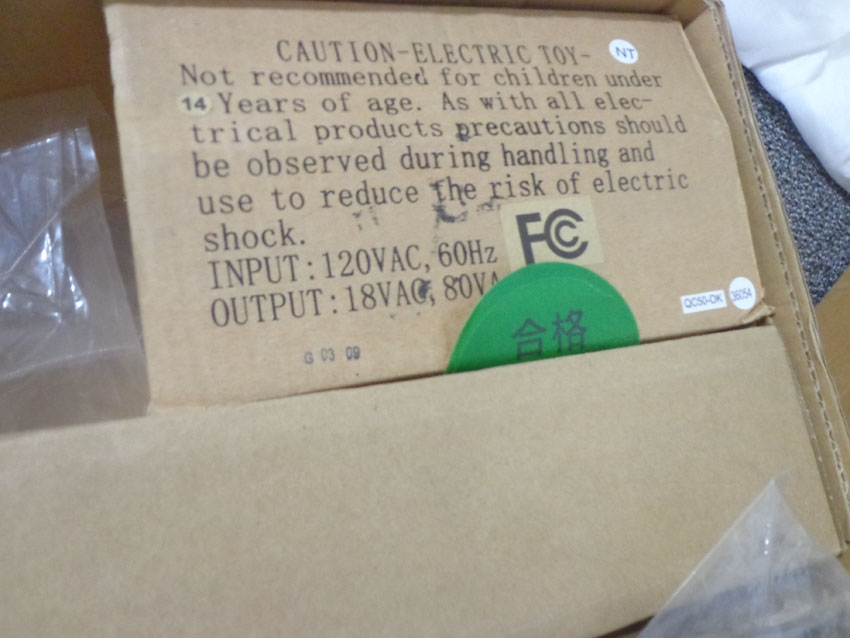 CAUTION-ELECTRIC TOY-
NT
Not recommended for children under
14 Years of age. As with all elec-
trical products precautions should
be observed during handling and
use to reduce the risk of electric
shock.
FC
INPUT:120VAC, 60Hz
OUTPUT:18VAC, 80VA
QC50-OK
36054
合格
G 03 09